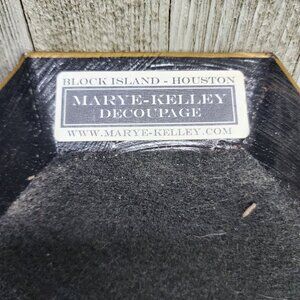 BLOCK ISLAND - HOUSTON
MARYE-KELLEY
DECOUPAGE
WWW.MARYE-KELLEY.COM